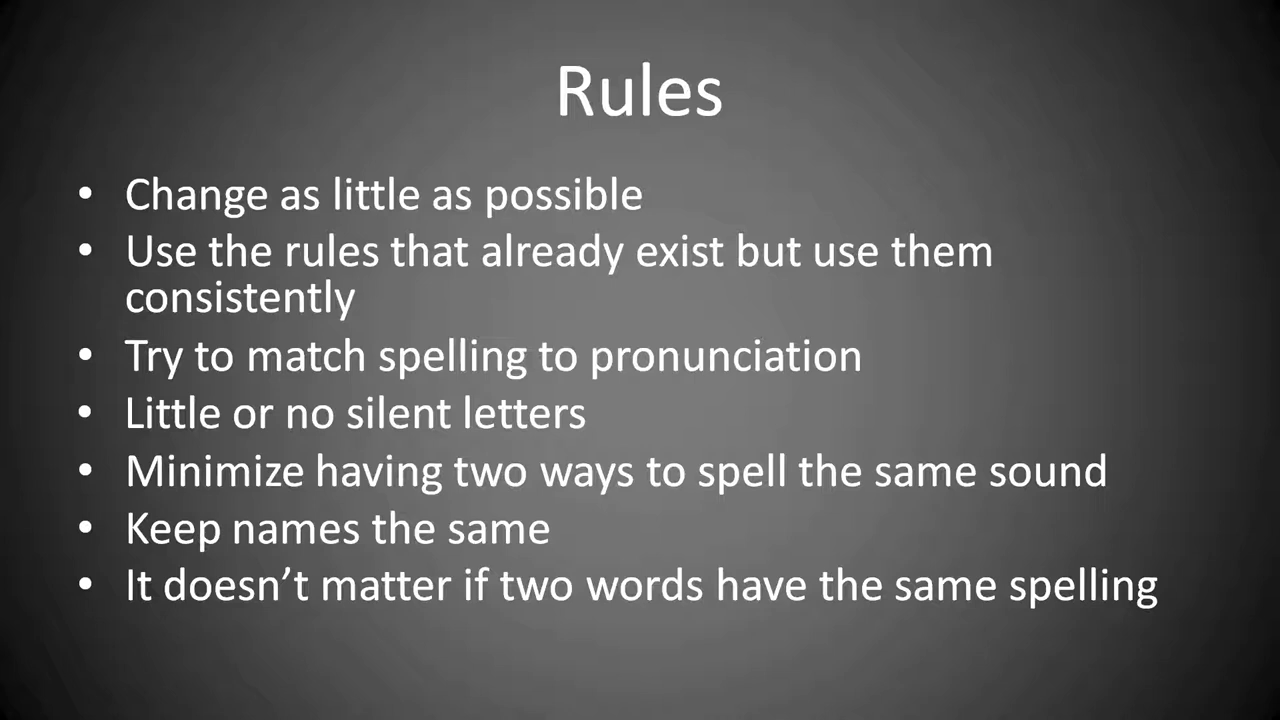 Rules
• Change as little as possible
• Use the rules that already exist but use them
consistently
• Try to match spelling to pronunciation
• Little or no silent letters
• Minimize having two ways to spell the same sound
• Keep names the same
• It doesn’t matter if two words have the same spelling